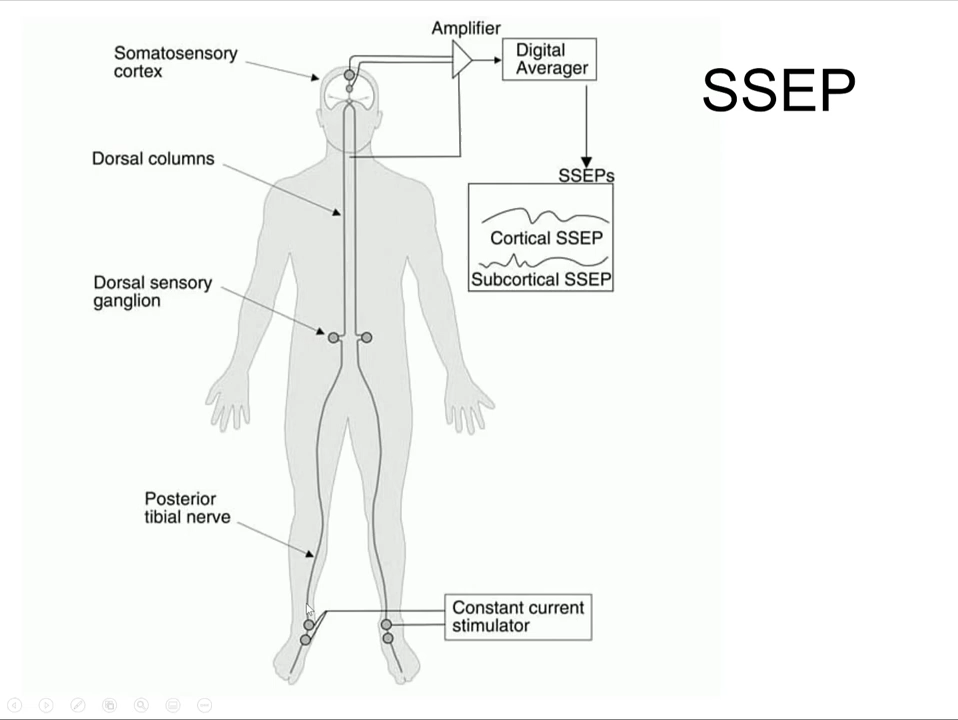 SSEP
Amplifier
Somatosensory
cortex
Digital
Averager
Dorsal columns
SSEPs
Cortical SSEP
Subcortical SSEP
Dorsal sensory
ganglion
Posterior
tibial nerve
Constant current
stimulator